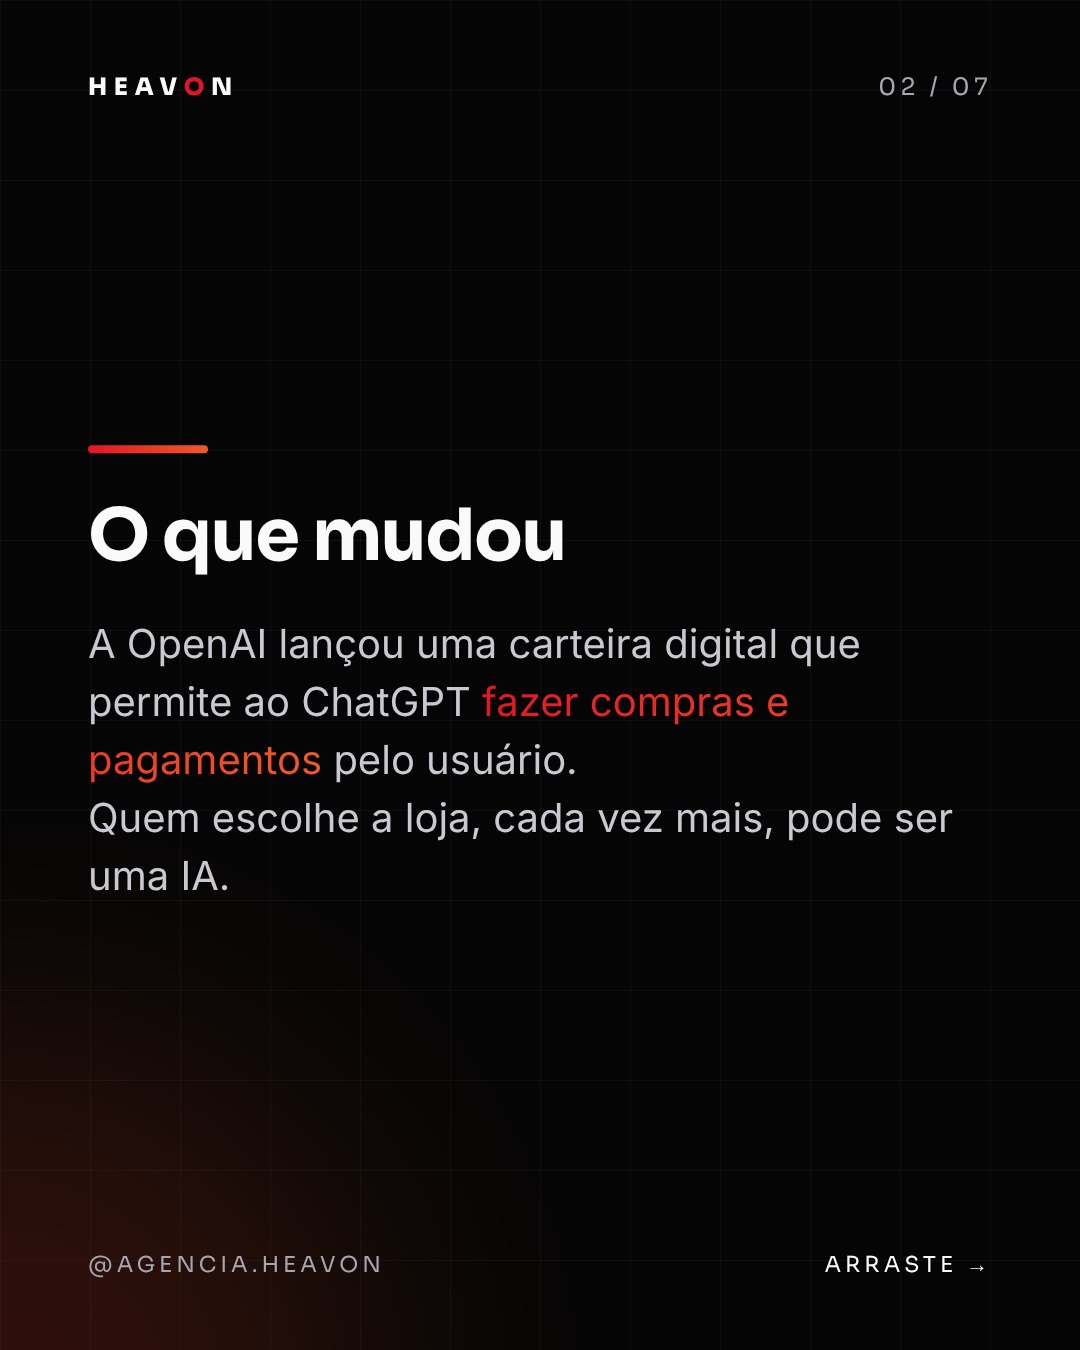 HEAVON
02 / 07
O que mudou
A OpenAI lançou uma carteira digital que
permite ao ChatGPT fazer compras e
pagamentos pelo usuário.
Quem escolhe a loja, cada vez mais, pode ser
uma IA.
@AGENCIA.HEAVON
ARRASTE →